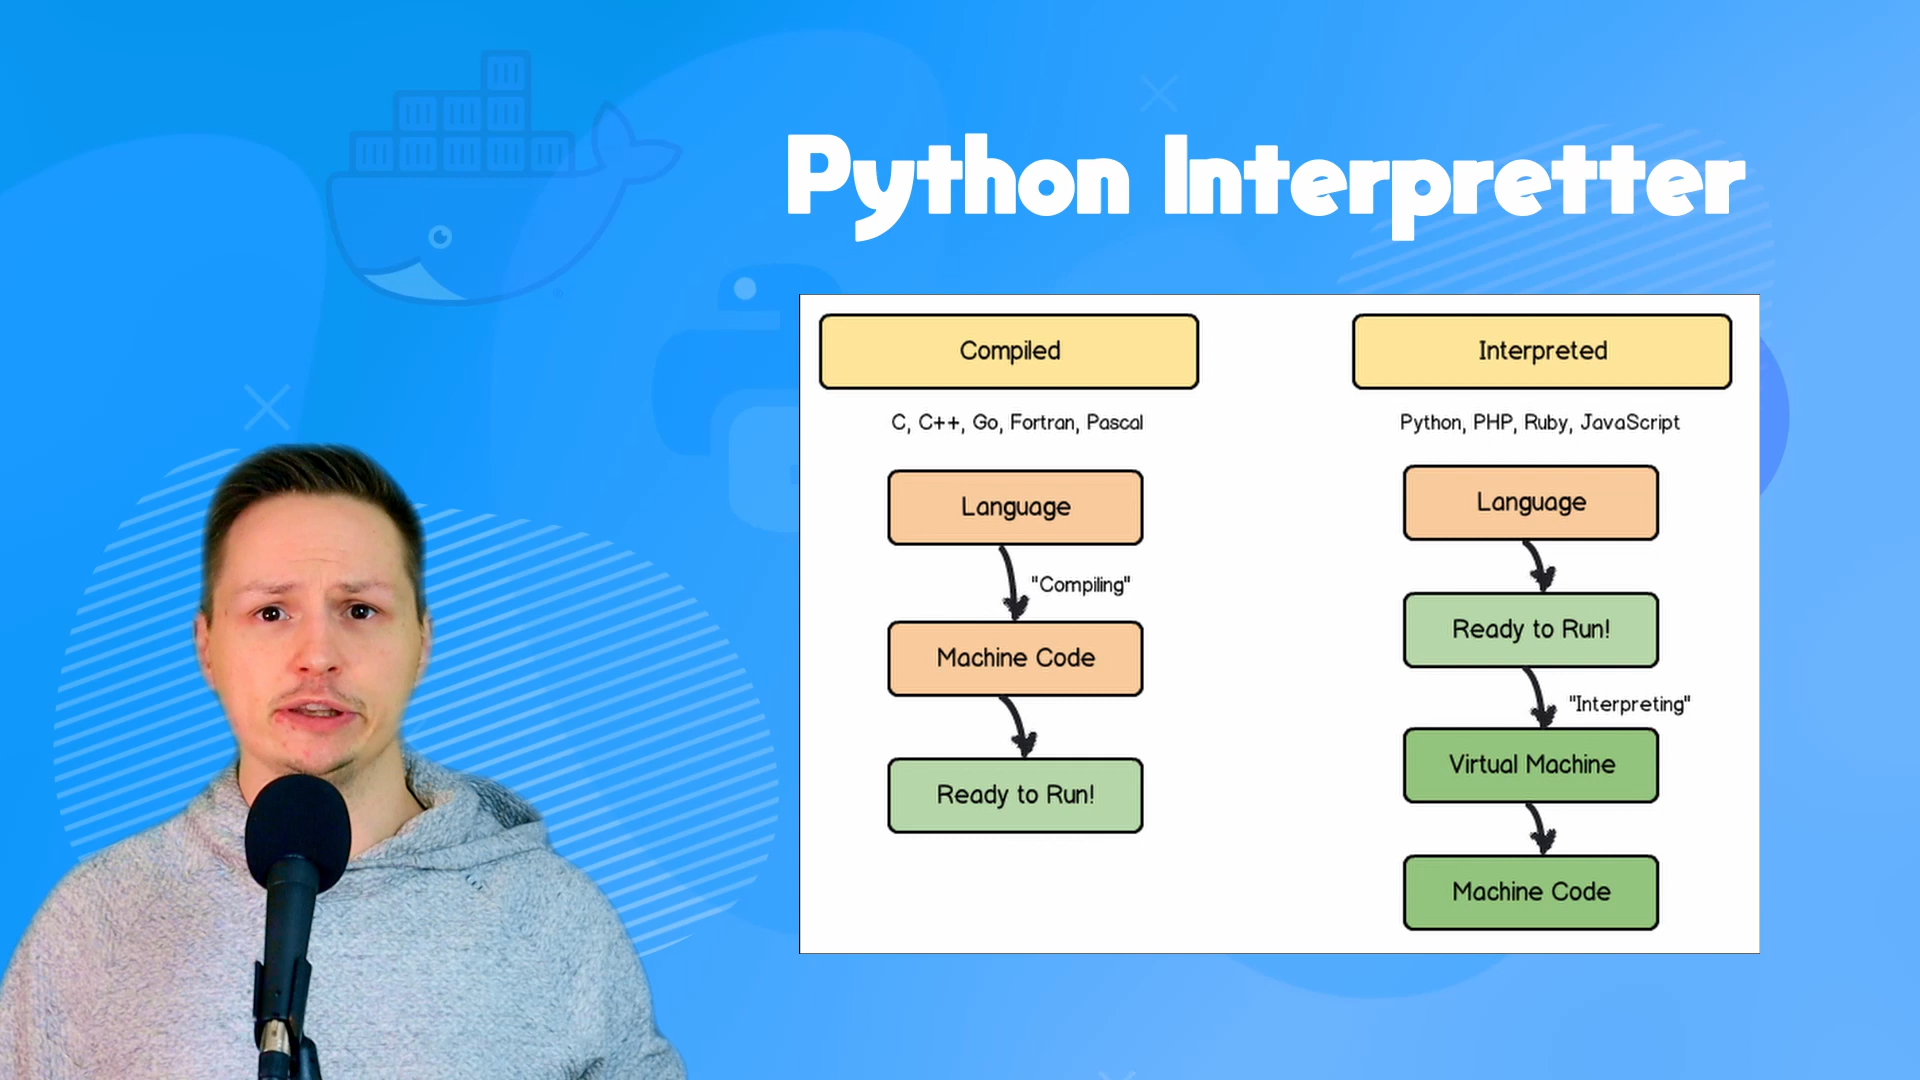 Python Interpretter
Compiled
C, C++, Go, Fortran, Pascal
Language
"Compiling"
Machine Code
Ready to Run!
Interpreted
Python, PHP, Ruby, JavaScript
Language
Ready to Run!
"Interpreting"
Virtual Machine
Machine Code